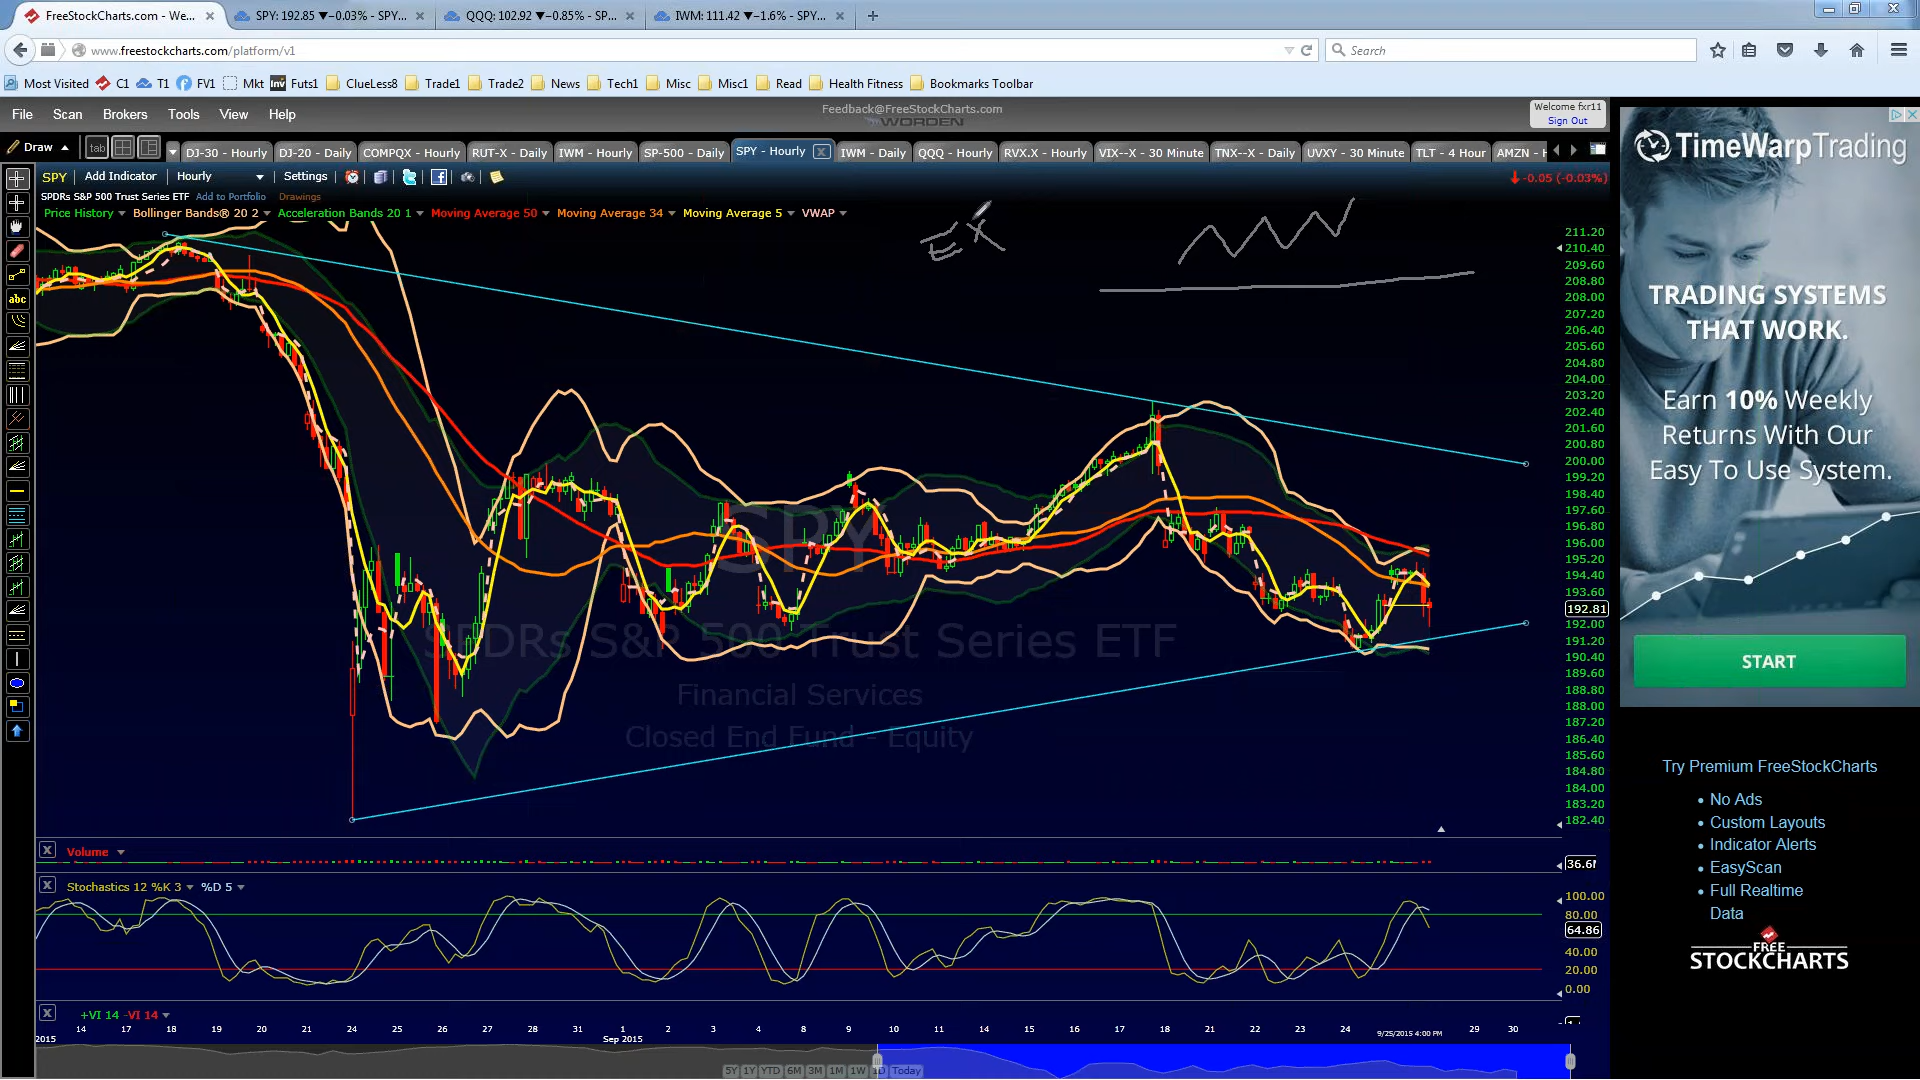 FreeStockCharts.com - We...
SPY: 192.85 ▼−0.03% - SPY...
QQQ: 102.92 ▼−0.85% - SP...
IWM: 111.42 ▼−1.6% - SPY...
www.freestockcharts.com/platform/v1
Search
Most Visited C1 T1 FV1 Mkt Inv Futs1 ClueLess8 Trade1 Trade2 News Tech1 Misc Misc1 Read Health Fitness Bookmarks Toolbar
File Scan Brokers Tools View Help
Feedback@FreeStockCharts.com
WORDEN
Welcome fxr11
Sign Out
Draw tab DJ-30 - Hourly DJ-20 - Daily COMPQX - Hourly RUT-X - Daily IWM - Hourly SP-500 - Daily SPY - Hourly X IWM - Daily QQQ - Hourly RVX.X - Hourly VIX--X - 30 Minute TNX--X - Daily UVXY - 30 Minute TLT - 4 Hour AMZN - H
SPY Add Indicator Hourly Settings
-0.05 (-0.03%)
SPDRs S&P 500 Trust Series ETF Add to Portfolio Drawings
Price History Bollinger Bands® 20 2 Acceleration Bands 20 1 Moving Average 50 Moving Average 34 Moving Average 5 VWAP
EX
abc
211.20
210.40
209.60
208.80
208.00
207.20
206.40
205.60
204.80
204.00
203.20
202.40
201.60
200.80
200.00
199.20
198.40
197.60
196.80
196.00
195.20
194.40
193.60
192.81
192.00
191.20
190.40
189.60
188.80
188.00
187.20
186.40
185.60
184.80
184.00
183.20
182.40
SPY
SPDRs S&P 500 Trust Series ETF
Financial Services
Closed End Fund - Equity
X Volume
36.6
X Stochastics 12 %K 3 %D 5
100.00
80.00
64.86
40.00
20.00
0.00
X +VI 14 -VI 14
14 17 18 19 20 21 24 25 26 27 28 31 1 2 3 4 8 9 10 11 14 15 16 17 18 21 22 23 24 9/25/2015 4:00 PM 29 30
2015 Sep 2015
5Y 1Y YTD 6M 3M 1M 1W 1D Today
TimeWarpTrading
TRADING SYSTEMS
THAT WORK.
Earn 10% Weekly
Returns With Our
Easy To Use System.
START
Try Premium FreeStockCharts
• No Ads
• Custom Layouts
• Indicator Alerts
• EasyScan
• Full Realtime
Data
FREE
STOCKCHARTS